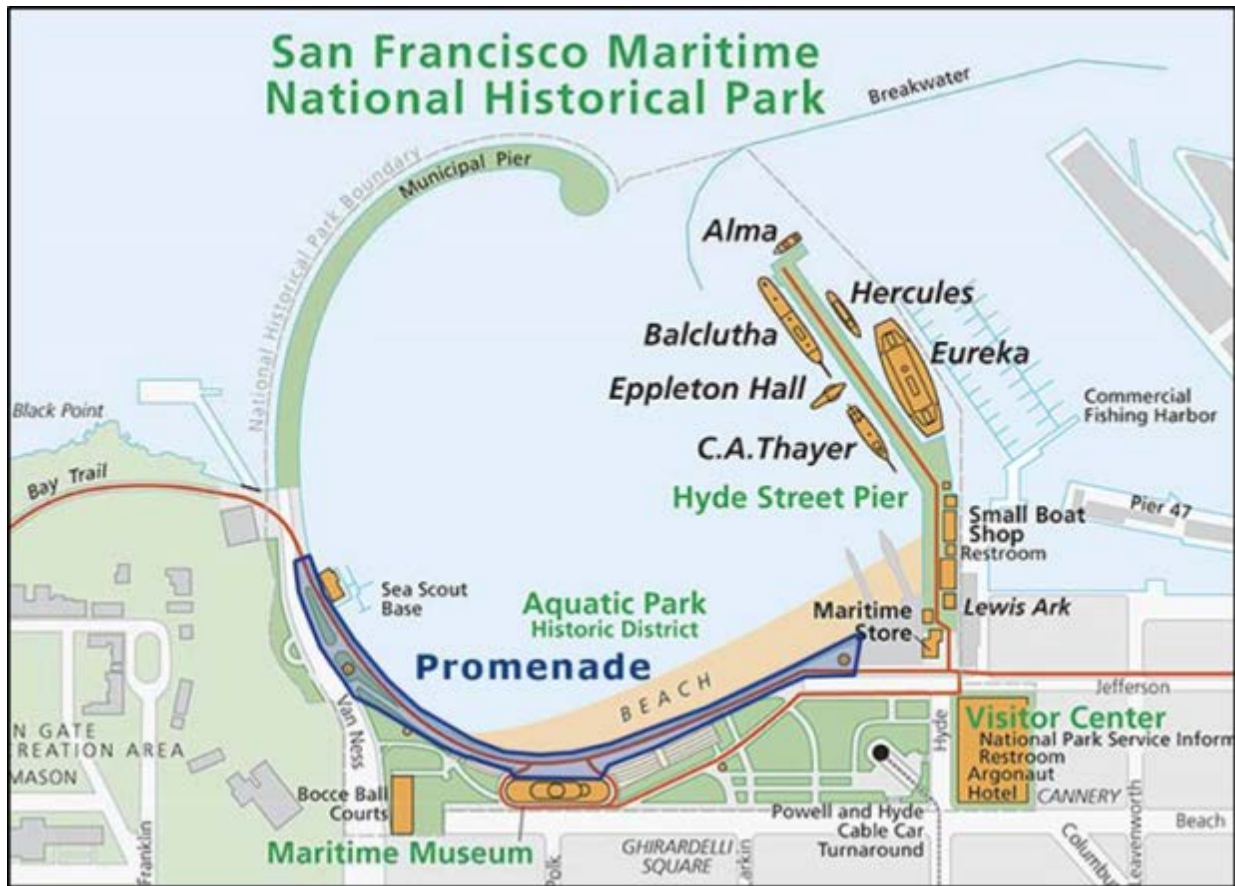 San Francisco Maritime
National Historical Park
Breakwater
Municipal Pier
National Historical Park Boundary
Alma
Hercules
Balclutha
Eureka
Eppleton Hall
C.A.Thayer
Commercial
Fishing Harbor
Black Point
Bay Trail
Hyde Street Pier
Pier 47
Small Boat
Shop
Restroom
Sea Scout
Base
Aquatic Park
Historic District
Maritime
Store
Lewis Ark
Promenade
BEACH
Jefferson
Van Ness
Hyde
Visitor Center
National Park Service Inform
Restroom
Argonaut
Hotel
CANNERY
N GATE
CREATION AREA
MASON
Bocce Ball
Courts
Powell and Hyde
Cable Car
Turnaround
Beach
Maritime Museum
GHIRARDELLI
SQUARE
Franklin
Polk
Larkin
Columbus
Leavenworth